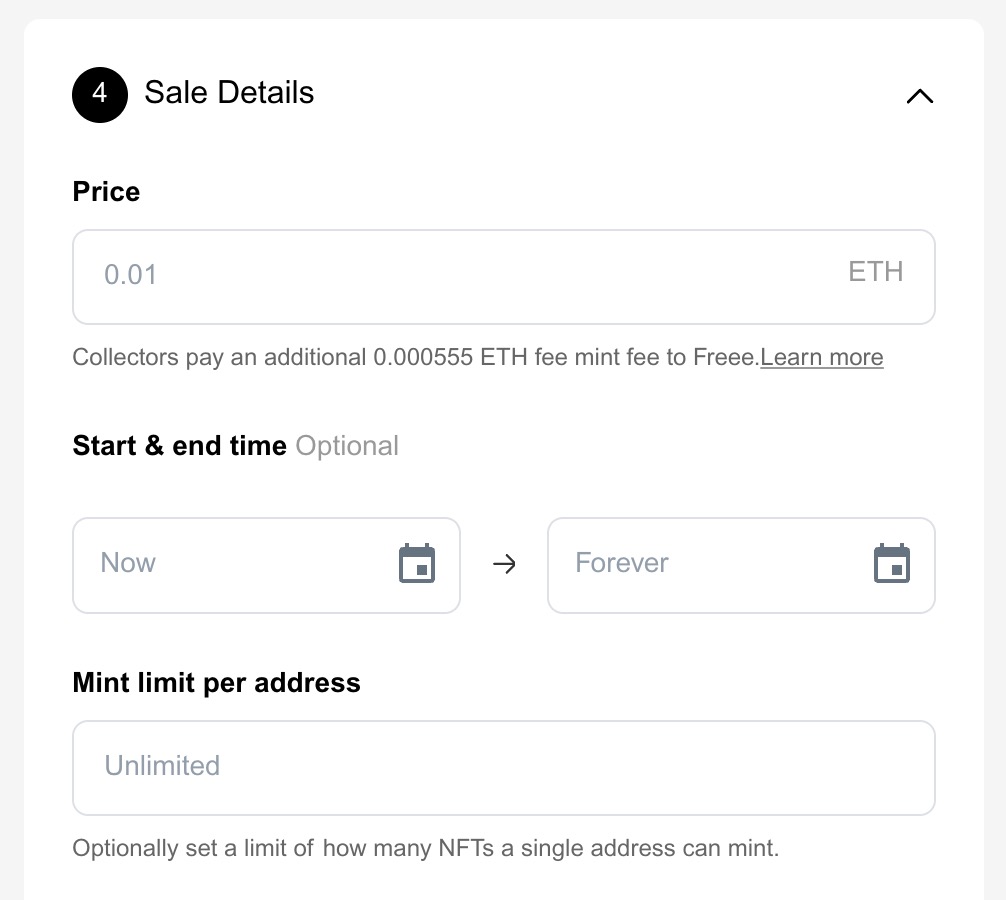 4 Sale Details
Price
0.01 ETH
Collectors pay an additional 0.000555 ETH fee mint fee to Freee.Learn more
Start & end time Optional
Now → Forever
Mint limit per address
Unlimited
Optionally set a limit of how many NFTs a single address can mint.